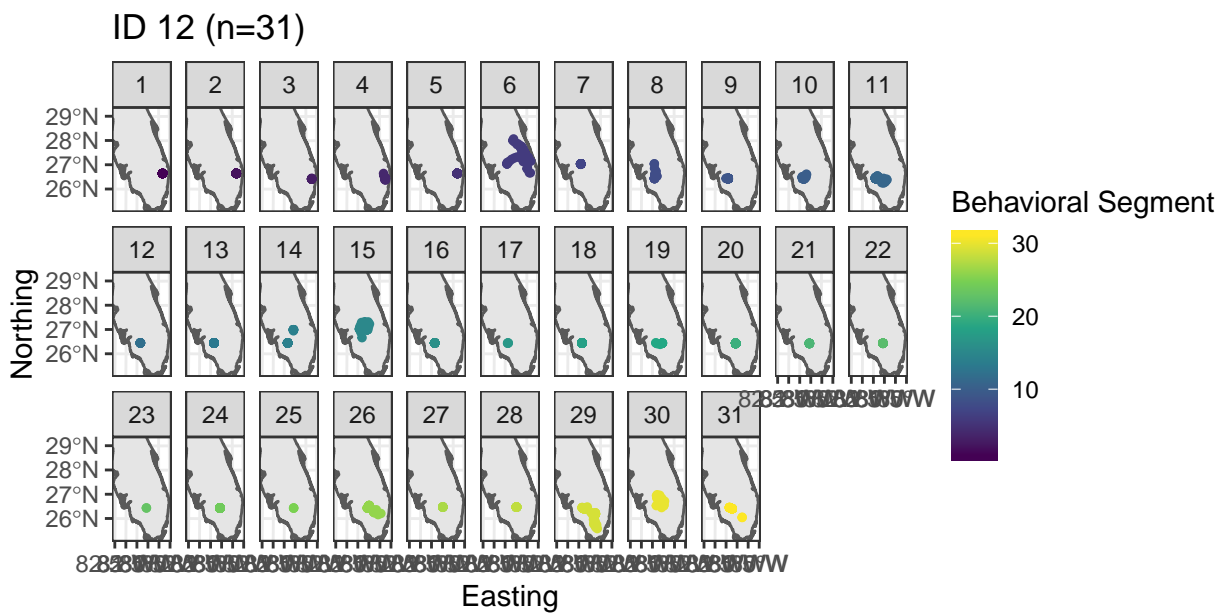 ID 12 (n=31)
1 2 3 4 5 6 7 8 9 10 11
29°N
28°N
27°N
26°N
12 13 14 15 16 17 18 19 20 21 22
29°N
28°N
27°N
26°N
23 24 25 26 27 28 29 30 31
29°N
28°N
27°N
26°N
Northing
Easting
Behavioral Segment
30
20
10